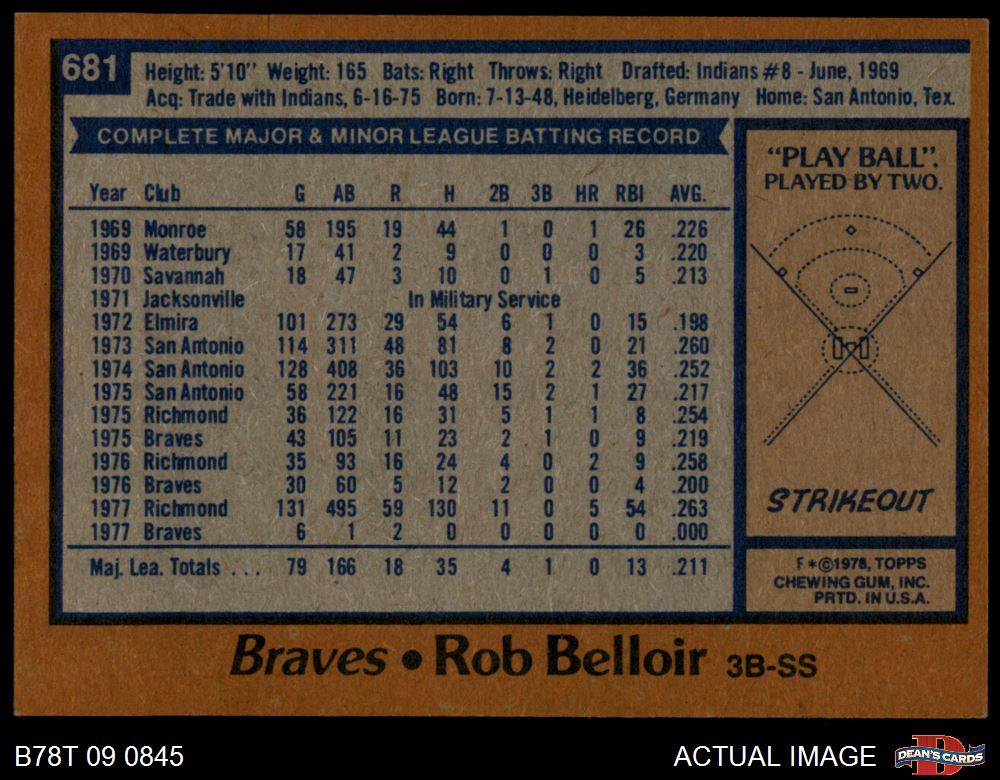 681
Height: 5'10" Weight: 165 Bats: Right Throws: Right Drafted: Indians #8 - June, 1969
Acq: Trade with Indians, 6-16-75 Born: 7-13-48, Heidelberg, Germany Home: San Antonio, Tex.
COMPLETE MAJOR & MINOR LEAGUE BATTING RECORD
Year Club G AB R H 2B 3B HR RBI AVG.
1969 Monroe 58 195 19 44 1 0 1 26 .226
1969 Waterbury 17 41 2 9 0 0 0 3 .220
1970 Savannah 18 47 3 10 0 1 0 5 .213
1971 Jacksonville In Military Service
1972 Elmira 101 273 29 54 6 1 0 15 .198
1973 San Antonio 114 311 48 81 8 2 0 21 .260
1974 San Antonio 128 408 36 103 10 2 2 36 .252
1975 San Antonio 58 221 16 48 15 2 1 27 .217
1975 Richmond 36 122 16 31 5 1 1 8 .254
1975 Braves 43 105 11 23 2 1 0 9 .219
1976 Richmond 35 93 16 24 4 0 2 9 .258
1976 Braves 30 60 5 12 2 0 0 4 .200
1977 Richmond 131 495 59 130 11 0 5 54 .263
1977 Braves 6 1 2 0 0 0 0 0 .000
Maj. Lea. Totals . . . 79 166 18 35 4 1 0 13 .211
"PLAY BALL".
PLAYED BY TWO.
STRIKEOUT
F*©1978, TOPPS
CHEWING GUM, INC.
PRTD. IN U.S.A.
Braves • Rob Belloir 3B-SS
B78T 09 0845
ACTUAL IMAGE
D
DEAN'S CARDS